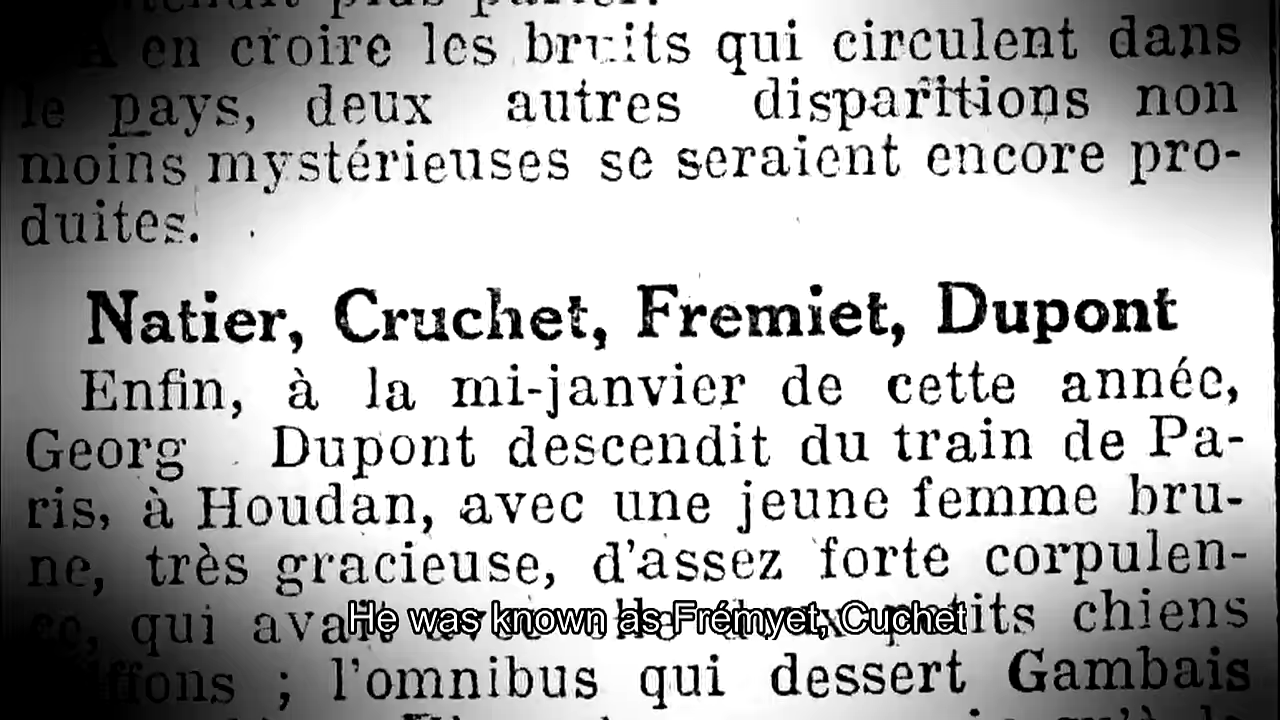 A en croire les bruits qui circulent dans
le pays, deux autres disparitions non
moins mystérieuses se seraient encore pro-
duites.
Natier, Cruchet, Fremiet, Dupont
Enfin, à la mi-janvier de cette année,
Georg Dupont descendit du train de Pa-
ris, à Houdan, avec une jeune femme bru-
ne, très gracieuse, d'assez forte corpulen-
ce, qui avait petits chiens
He was known as Frémyet, Cuchet
; l'omnibus qui dessert Gambais